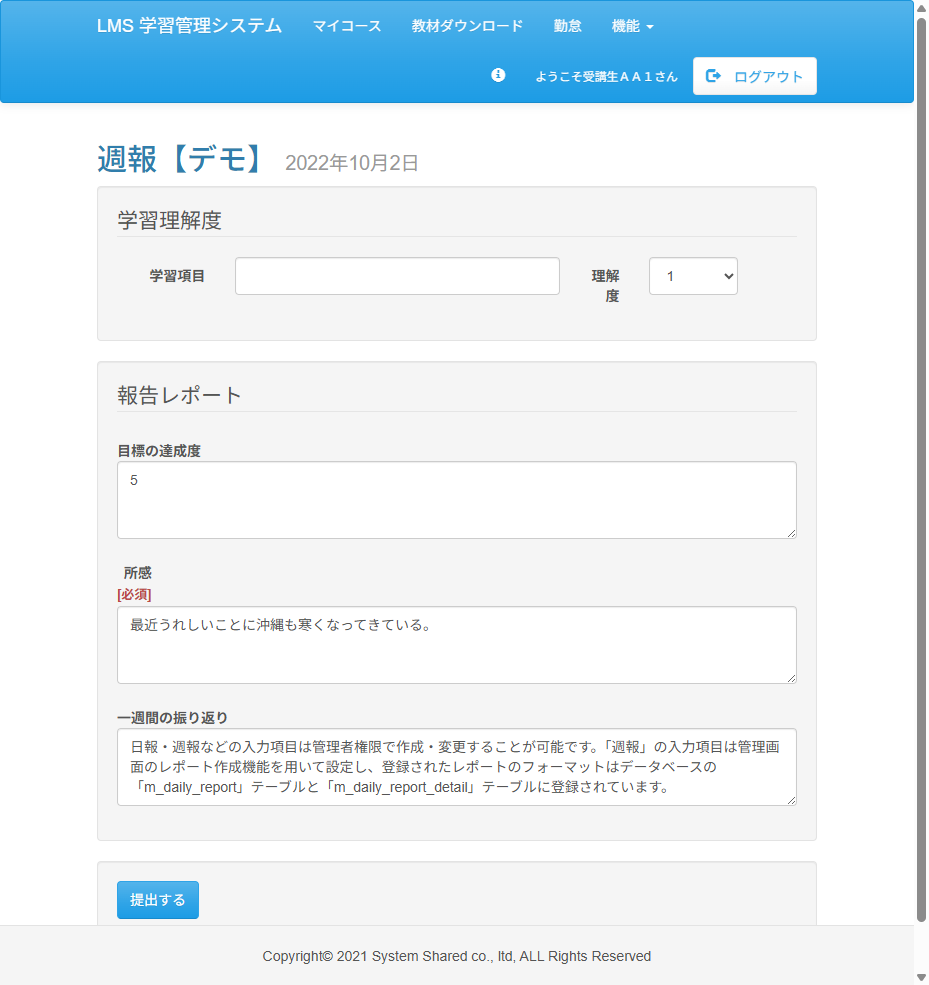 LMS 学習管理システム マイコース 教材ダウンロード 勤怠 機能
ようこそ受講生ＡＡ１さん ログアウト
週報【デモ】 2022年10月2日
学習理解度
学習項目 理解度 1
報告レポート
目標の達成度
5
所感
[必須]
最近うれしいことに沖縄も寒くなってきている。
一週間の振り返り
日報・週報などの入力項目は管理者権限で作成・変更することが可能です。「週報」の入力項目は管理画
面のレポート作成機能を用いて設定し、登録されたレポートのフォーマットはデータベースの
「m_daily_report」テーブルと「m_daily_report_detail」テーブルに登録されています。
提出する
Copyright© 2021 System Shared co., ltd, ALL Rights Reserved